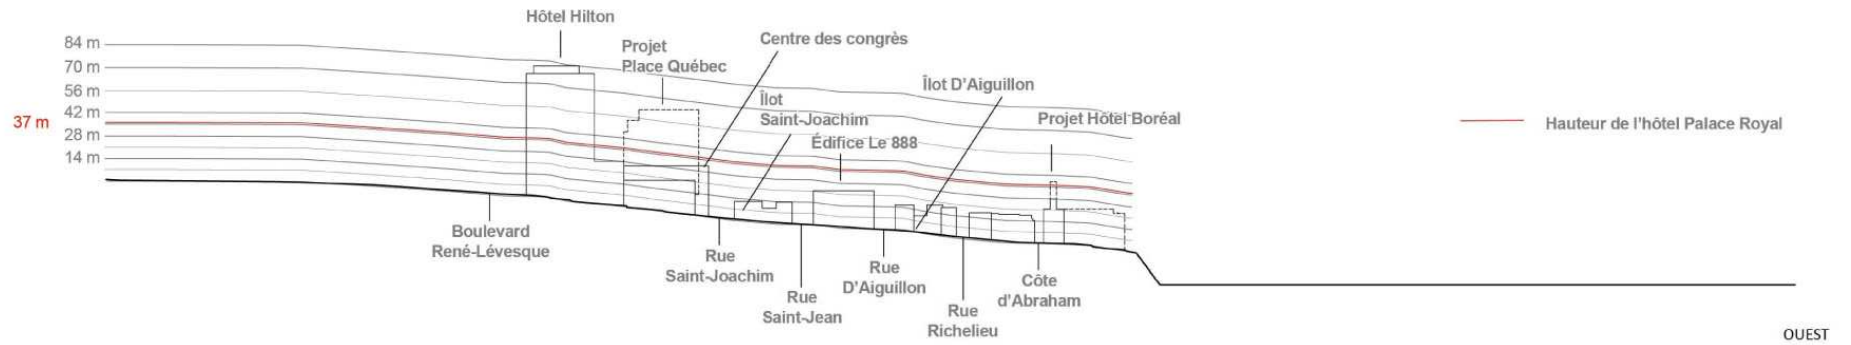 Hôtel Hilton
84 m
70 m
56 m
42 m
37 m
28 m
14 m
Projet
Place Québec
Centre des congrès
Îlot
Saint-Joachim
Édifice Le 888
Îlot D'Aiguillon
Projet Hôtel Boréal
Hauteur de l'hôtel Palace Royal
Boulevard
René-Lévesque
Rue
Saint-Joachim
Rue
Saint-Jean
Rue
D'Aiguillon
Rue
Richelieu
Côte
d'Abraham
OUEST